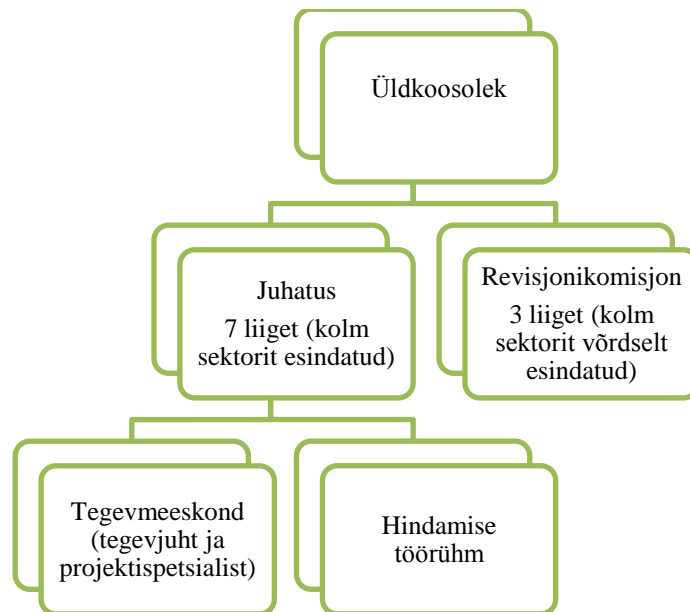 Üldkoosolek
Juhatus
7 liiget (kolm
sektorit esindatud)
Revisjonikomisjon
3 liiget (kolm
sektorit võrdselt
esindatud)
Tegevmeeskond
(tegevjuht ja
projektispetsialist)
Hindamise
töörühm